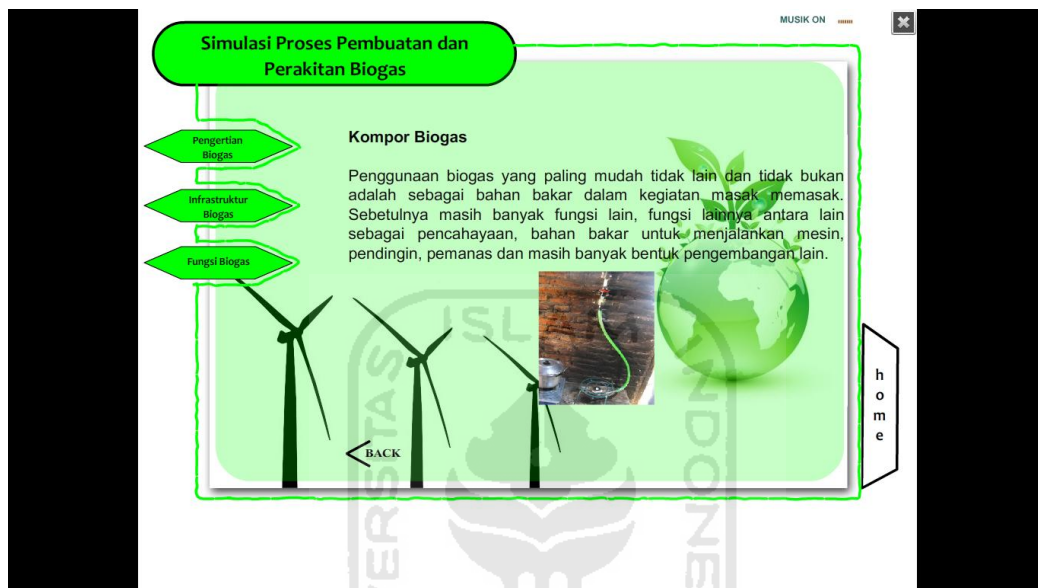 MUSIK ON
Simulasi Proses Pembuatan dan
Perakitan Biogas
Pengertian
Biogas
Infrastruktur
Biogas
Fungsi Biogas
Kompor Biogas
Penggunaan biogas yang paling mudah tidak lain dan tidak bukan
adalah sebagai bahan bakar dalam kegiatan masak memasak.
Sebetulnya masih banyak fungsi lain, fungsi lainnya antara lain
sebagai pencahayaan, bahan bakar untuk menjalankan mesin,
pendingin, pemanas dan masih banyak bentuk pengembangan lain.
BACK
home